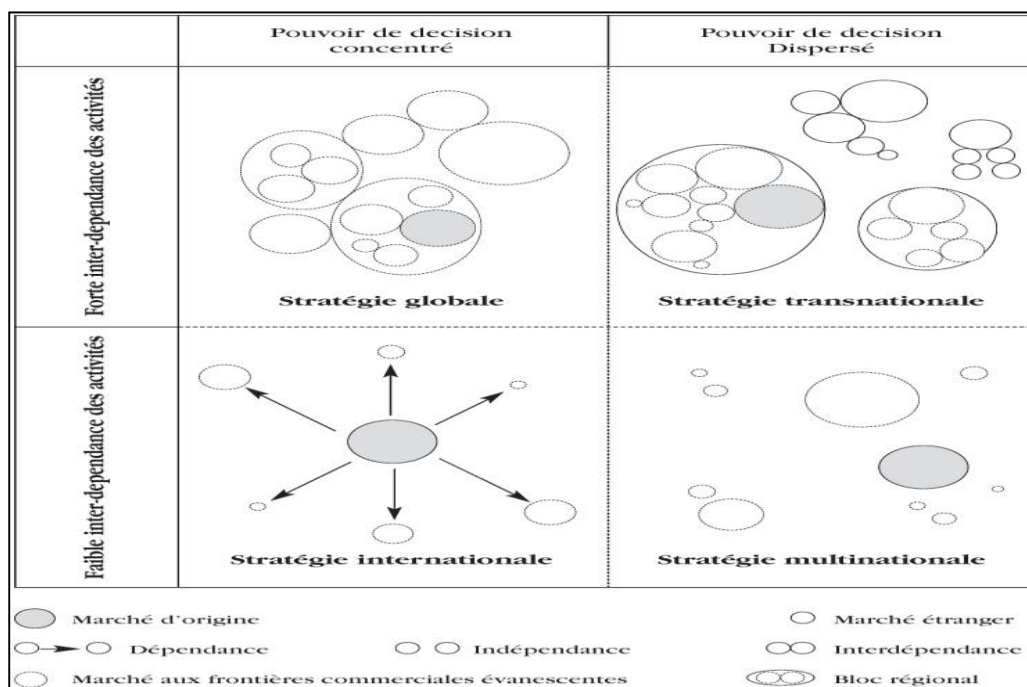 Pouvoir de decision
concentré
Pouvoir de decision
Dispersé
Forte inter-dependance des activités
Stratégie globale
Stratégie transnationale
Faible inter-dependance des activités
Stratégie internationale
Stratégie multinationale
Marché d'origine
Marché étranger
Dépendance
Indépendance
Interdépendance
Marché aux frontières commerciales évanescentes
Bloc régional